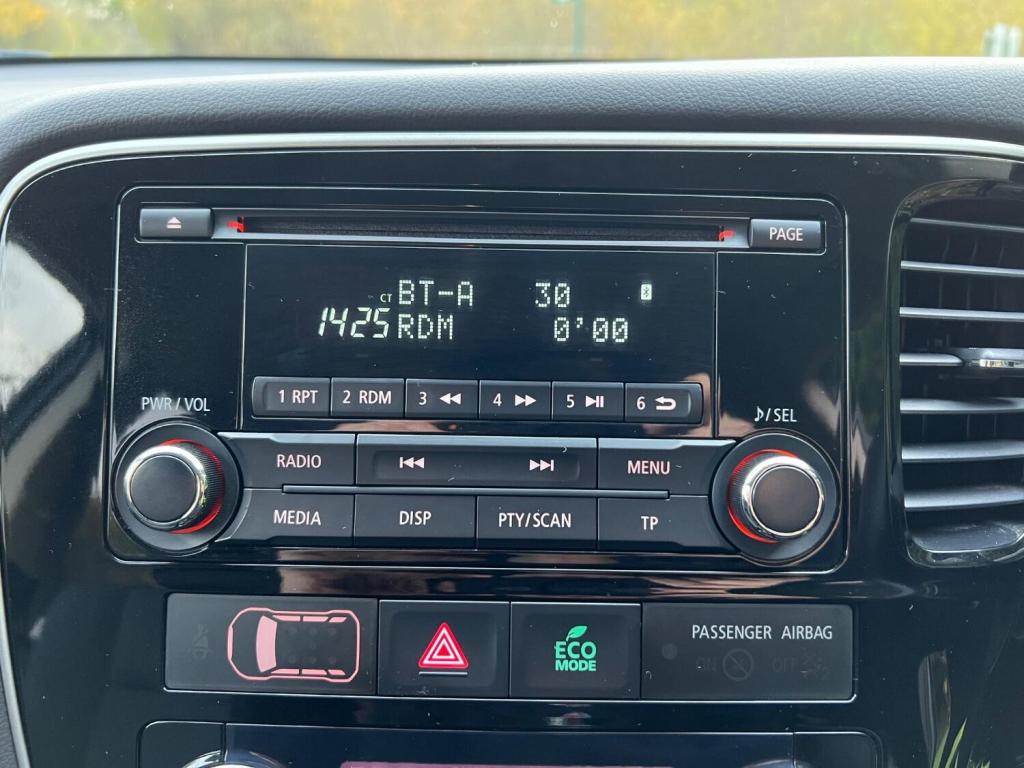 PAGE
CT BT-A 30
1425 RDM 0'00
1 RPT 2 RDM 3 4 5 6
PWR / VOL
♪/SEL
RADIO MENU
MEDIA DISP PTY/SCAN TP
ECO
MODE
PASSENGER AIRBAG
ON OFF